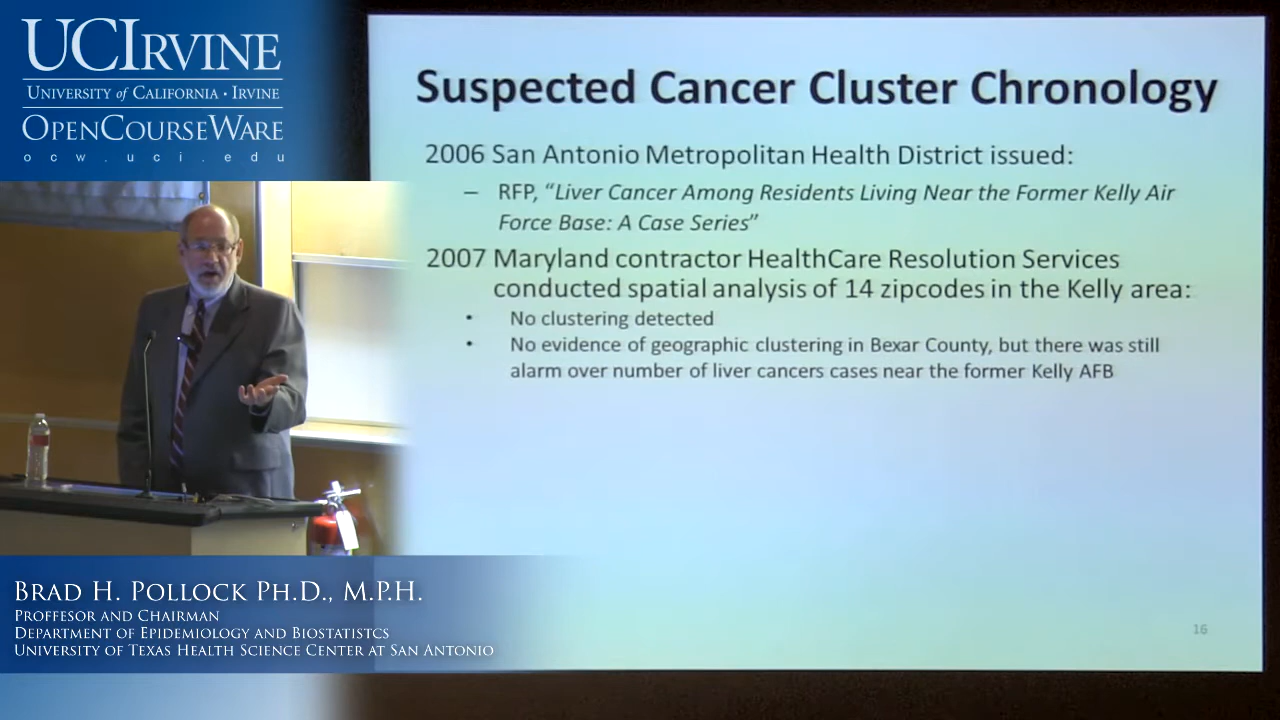 UCIRVINE
UNIVERSITY of CALIFORNIA • IRVINE
OPENCOURSEWARE
ocw.uci.edu
Suspected Cancer Cluster Chronology
2006 San Antonio Metropolitan Health District issued:
– RFP, “Liver Cancer Among Residents Living Near the Former Kelly Air
Force Base: A Case Series”
2007 Maryland contractor HealthCare Resolution Services
conducted spatial analysis of 14 zipcodes in the Kelly area:
• No clustering detected
• No evidence of geographic clustering in Bexar County, but there was still
alarm over number of liver cancers cases near the former Kelly AFB
16
BRAD H. POLLOCK PH.D., M.P.H.
PROFFESOR AND CHAIRMAN
DEPARTMENT OF EPIDEMIOLOGY AND BIOSTATISTCS
UNIVERSITY OF TEXAS HEALTH SCIENCE CENTER AT SAN ANTONIO